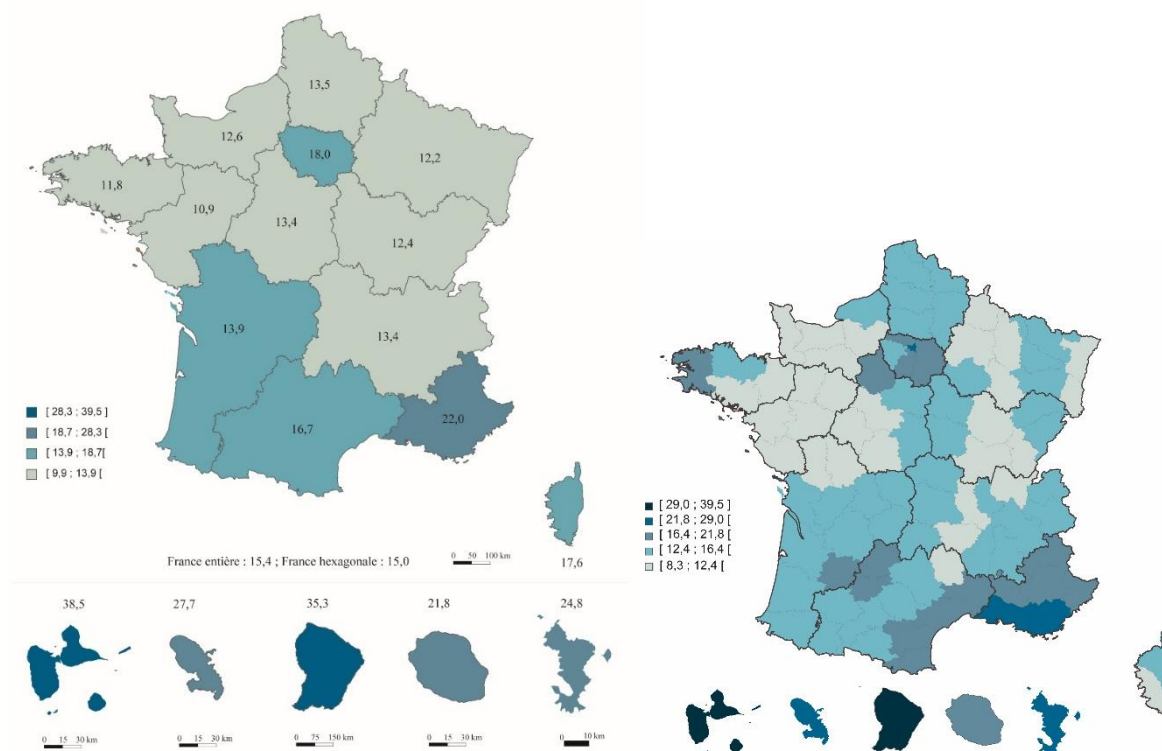 13,5
12,6
18,0
12,2
11,8
10,9
13,4
12,4
13,9
13,4
16,7
22,0
[ 28,3 ; 39,5 ]
[ 18,7 ; 28,3 [
[ 13,9 ; 18,7[
[ 9,9 ; 13,9 [
France entière : 15,4 ; France hexagonale : 15,0
0 50 100 km
17,6
38,5
27,7
35,3
21,8
24,8
0 15 30 km
0 15 30 km
0 75 150 km
0 15 30 km
0 10 km
[ 29,0 ; 39,5]
[ 21,8 ; 29,0 [
[ 16,4 ; 21,8 [
[ 12,4 ; 16,4 [
[ 8,3 ; 12,4 [